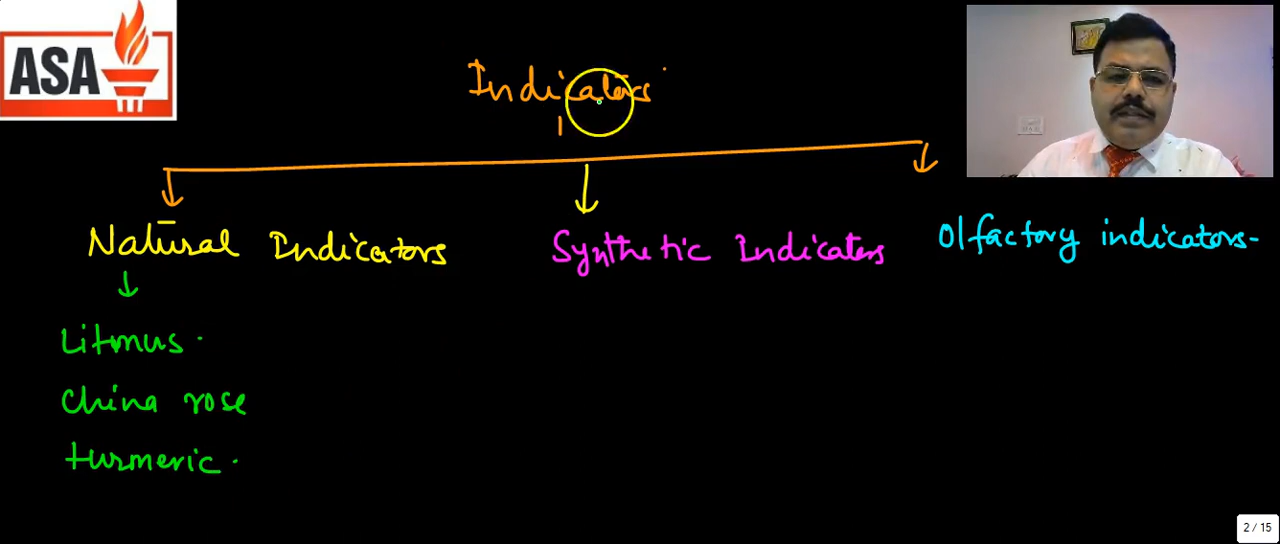 ASA
Indicators
Natural Indicators
Synthetic Indicators
Olfactory indicators
Litmus
China rose
turmeric
2 / 15